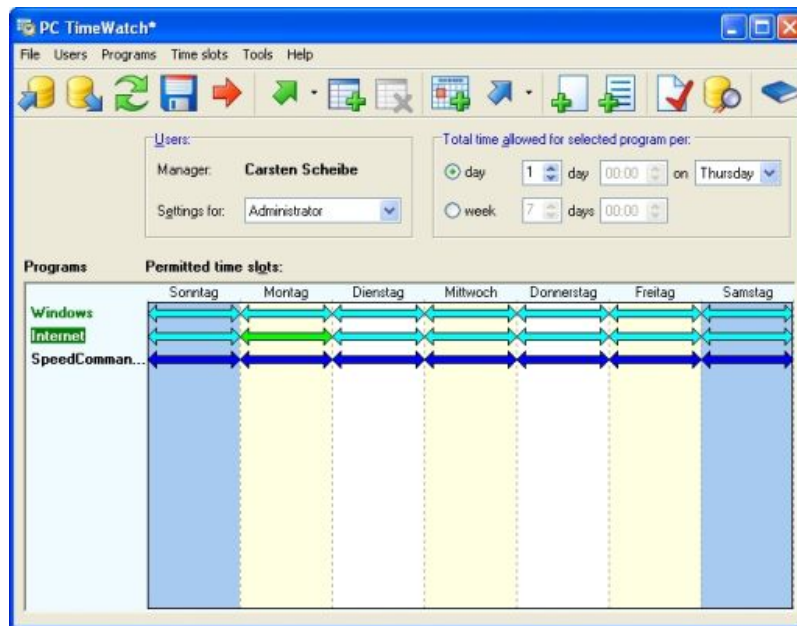 PC TimeWatch*
File Users Programs Time slots Tools Help
Users:
Total time allowed for selected program per:
Manager: Carsten Scheibe
day 1 day 00:00 on Thursday
Settings for: Administrator
week 7 days 00:00
Programs Permitted time slots:
Sonntag Montag Dienstag Mittwoch Donnerstag Freitag Samstag
Windows
Internet
SpeedComman...